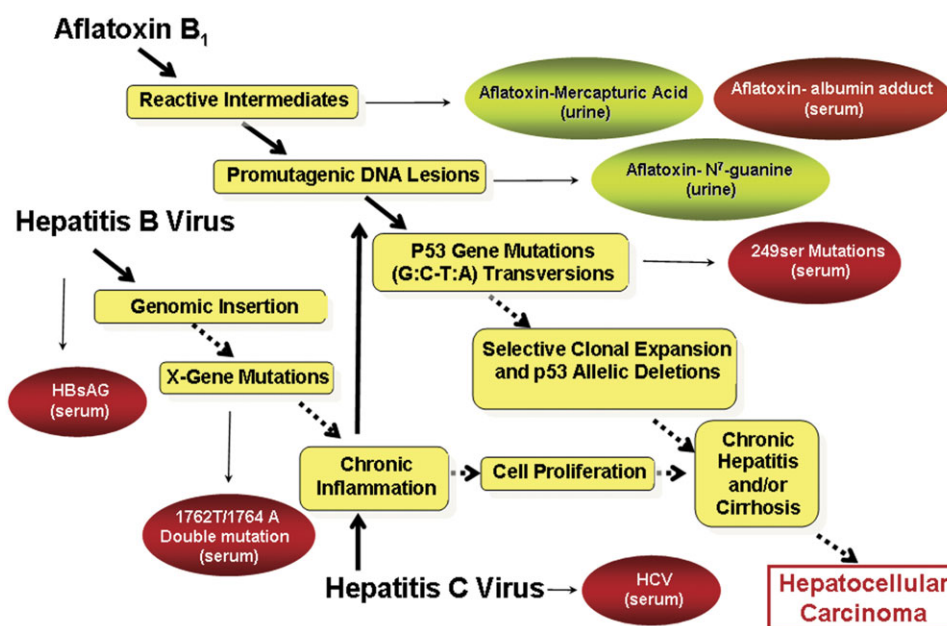 Aflatoxin B₁
Reactive Intermediates
Aflatoxin-Mercapturic Acid
(urine)
Aflatoxin- albumin adduct
(serum)
Promutagenic DNA Lesions
Aflatoxin- N⁷-guanine
(urine)
Hepatitis B Virus
P53 Gene Mutations
(G:C-T:A) Transversions
249ser Mutations
(serum)
Genomic Insertion
Selective Clonal Expansion
and p53 Allelic Deletions
X-Gene Mutations
HBsAG
(serum)
Chronic
Inflammation
Cell Proliferation
Chronic
Hepatitis
and/or
Cirrhosis
1762T/1764 A
Double mutation
(serum)
Hepatitis C Virus
HCV
(serum)
Hepatocellular
Carcinoma